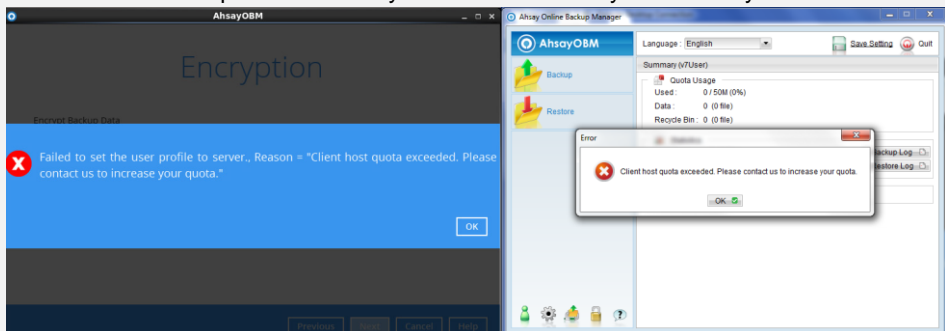 AhsayOBM
Encryption
Encrypt Backup Data
Failed to set the user profile to server., Reason = "Client host quota exceeded. Please
contact us to increase your quota."
OK
Previous Next Cancel Help
Ahsay Online Backup Manager
AhsayOBM
Language : English
Save Setting
Quit
Backup
Restore
Summary (v7User)
Quota Usage
Used : 0 / 50M (0%)
Data : 0 (0 file)
Recycle Bin : 0 (0 file)
Statistics
Backup Log
Restore Log
Error
Client host quota exceeded. Please contact us to increase your quota.
OK